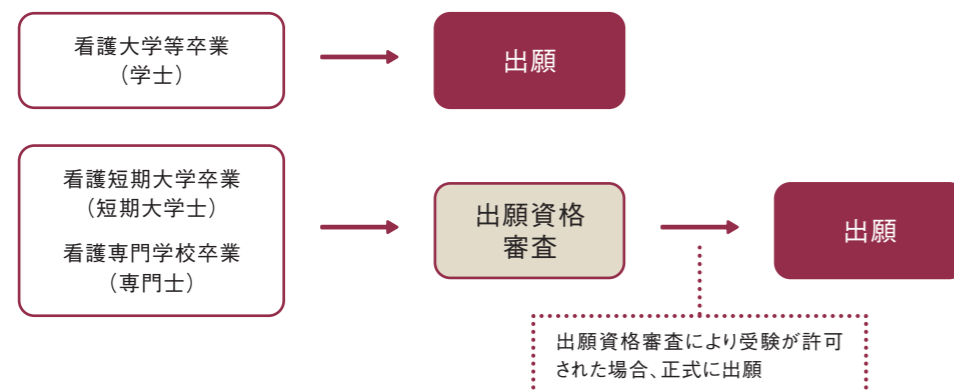 看護大学等卒業
（学士）
出願
看護短期大学卒業
（短期大学士）
看護専門学校卒業
（専門士）
出願資格
審査
出願
出願資格審査により受験が許可
された場合、正式に出願